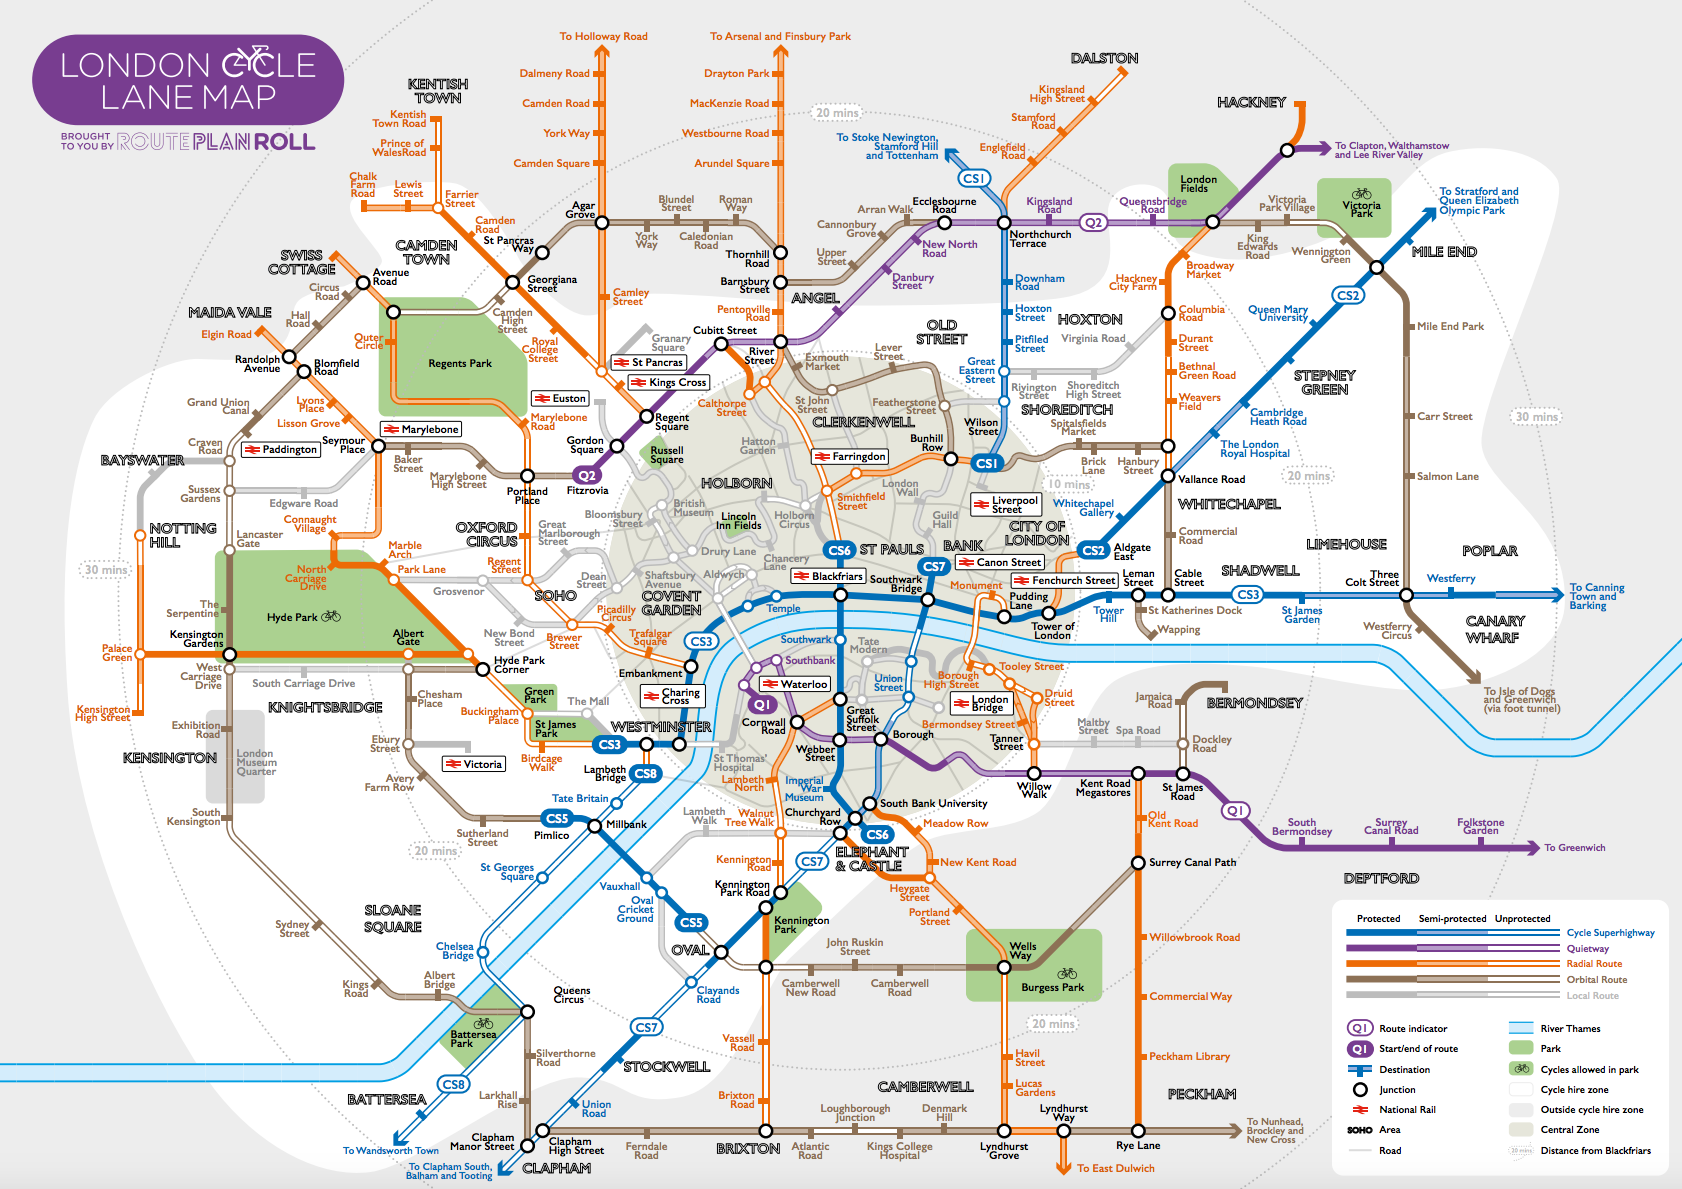 LONDON CYCLE
LANE MAP
BROUGHT
TO YOU BY ROUTEPLANROLL
To Holloway Road
Dalmeny Road
Camden Road
York Way
Camden Square
To Arsenal and Finsbury Park
Drayton Park
MacKenzie Road
Westbourne Road
Arundel Square
20 mins
DALSTON
Kingsland
High Street
Stamford
Road
Englefield
Road
To Stoke Newington,
Stamford Hill
and Tottenham
CS1
HACKNEY
To Clapton, Walthamstow
and Lee River Valley
KENTISH
TOWN
Kentish
Town Road
Prince of
WalesRoad
Chalk
Farm
Road
Lewis
Street
Farrier
Street
Camden
Road
CAMDEN
TOWN
St Pancras
Way
Agar
Grove
York
Way
Blundel
Street
Caledonian
Road
Roman
Way
Thornhill
Road
Barnsbury
Street
Upper
Street
Cannonbury
Grove
Arran Walk
Ecclesbourne
Road
New North
Road
Danbury
Street
ANGEL
Kingsland
Road
Q2
Queensbridge
Road
Northchurch
Terrace
London
Fields
Victoria
Park Village
King
Edwards
Road
Wennington
Green
Victoria
Park
To Stratford and
Queen Elizabeth
Olympic Park
MILE END
SWISS
COTTAGE
Avenue
Road
Circus
Road
MAIDA VALE
Hall
Road
Elgin Road
Randolph
Avenue
Blomfield
Road
Outer
Circle
Regents Park
Georgiana
Street
Camden
High
Street
Royal
College
Street
Camley
Street
Granary
Square
St Pancras
Kings Cross
Euston
Cubitt Street
Pentonville
Road
River
Street
Exmouth
Market
Calthorpe
Street
St John
Street
Lever
Street
CLERKENWELL
Featherstone
Street
OLD
STREET
Downham
Road
Hoxton
Street
Pitfiled
Street
Great
Eastern
Street
HOXTON
Virginia Road
Rivington
Street
Shoreditch
High Street
SHOREDITCH
Hackney
City Farm
Broadway
Market
Columbia
Road
Durant
Street
Bethnal
Green Road
Weavers
Field
Queen Mary
University
CS2
STEPNEY
GREEN
Cambridge
Heath Road
The London
Royal Hospital
Mile End Park
Carr Street
Salmon Lane
30 mins
20 mins
Grand Union
Canal
Lyons
Place
Lisson Grove
Craven
Road
BAYSWATER
Paddington
Seymour
Place
Marylebone
Baker
Street
Marylebone
High Street
Marylebone
Road
Portland
Place
Q2
Fitzrovia
Gordon
Square
Regent
Square
Russell
Square
Hatton
Garden
Farringdon
Bunhill
Row
Wilson
Street
CS1
Spitalsfields
Market
Brick
Lane
Hanbury
Street
10 mins
Vallance Road
WHITECHAPEL
Whitechapel
Gallery
CS2
Aldgate
East
Commercial
Road
Sussex
Gardens
Edgware Road
Connaught
Village
NOTTING
HILL
Lancaster
Gate
30 mins
North
Carriage
Drive
Marble
Arch
Park Lane
The
Serpentine
Hyde Park
Kensington
Gardens
Albert
Gate
Palace
Green
West
Carriage
Drive
South Carriage Drive
Kensington
High Street
OXFORD
CIRCUS
Great
Marlborough
Street
Regent
Street
Grosvenor
New Bond
Street
SOHO
Dean
Street
Brewer
Street
Picadilly
Circus
Trafalgar
Square
HOLBORN
British
Museum
Bloomsbury
Street
Lincoln
Inn Fields
Drury Lane
Shaftsbury
Avenue
COVENT
GARDEN
Aldwych
Chancery
Lane
Holborn
Circus
Smithfield
Street
London
Wall
Guild
Hall
Liverpool
Street
CITY OF
LONDON
CS6
ST PAULS
BANK
CS7
Blackfriars
Southwark
Bridge
Canon Street
Fenchurch Street
Monument
Pudding
Lane
Tower of
London
Tower
Hill
Leman
Street
Cable
Street
SHADWELL
CS3
St James
Garden
St Katherines Dock
Wapping
LIMEHOUSE
Three
Colt Street
POPLAR
Westferry
To Canning
Town and
Barking
CANARY
WHARF
Westferry
Circus
To Isle of Dogs
and Greenwich
(via foot tunnel)
Temple
CS3
Embankment
Charing
Cross
Southwark
Tate
Modern
Southbank
Waterloo
Q1
Union
Street
Great
Suffolk
Street
Cornwall
Road
Webber
Street
Borough
Borough
High Street
London
Bridge
Tooley Street
Druid
Street
Bermondsey Street
Tanner
Street
Maltby
Street
Spa Road
Jamaica
Road
BERMONDSEY
Dockley
Road
Willow
Walk
Kent Road
Megastores
St James
Road
Q1
South
Bermondsey
Surrey
Canal Road
Folkstone
Garden
To Greenwich
DEPTFORD
Hyde Park
Corner
KNIGHTSBRIDGE
Chesham
Place
Green
Park
Buckingham
Palace
St James
Park
The Mall
WESTMINSTER
CS3
Birdcage
Walk
Lambeth
Bridge
CS8
St Thomas'
Hospital
Exhibition
Road
London
Museum
Quarter
KENSINGTON
Ebury
Street
Victoria
Avery
Farm Row
South
Kensington
20 mins
Sutherland
Street
CS5
Pimlico
Tate Britain
Millbank
St Georges
Square
Vauxhall
Oval
Cricket
Ground
Lambeth
Walk
Lambeth
North
Imperial
War
Museum
Walnut
Tree Walk
Churchyard
Row
South Bank University
CS6
ELEPHANT
& CASTLE
Meadow Row
New Kent Road
Heygate
Street
Portland
Street
Kennington
Road
CS7
Kennington
Park Road
Kennington
Park
CS5
OVAL
Clayands
Road
John Ruskin
Street
Camberwell
New Road
Camberwell
Road
Wells
Way
Burgess Park
20 mins
Old
Kent Road
Surrey Canal Path
Willowbrook Road
Commercial Way
Peckham Library
PECKHAM
Rye Lane
To Nunhead,
Brockley and
New Cross
SLOANE
SQUARE
Sydney
Street
Kings
Road
Albert
Bridge
Chelsea
Bridge
Queens
Circus
Battersea
Park
Silverthorne
Road
CS8
BATTERSEA
To Wandsworth Town
Larkhall
Rise
Clapham
Manor Street
Clapham
High Street
CLAPHAM
To Clapham South,
Balham and Tooting
CS7
STOCKWELL
Union
Road
Ferndale
Road
Vassell
Road
Brixton
Road
BRIXTON
Atlantic
Road
Loughborough
Junction
Kings College
Hospital
Denmark
Hill
CAMBERWELL
Havil
Street
Lucas
Gardens
Lyndhurst
Grove
Lyndhurst
Way
To East Dulwich
Protected Semi-protected Unprotected
Cycle Superhighway
Quietway
Radial Route
Orbital Route
Local Route
Q1 Route indicator
Q1 Start/end of route
Destination
Junction
National Rail
SOHO Area
Road
River Thames
Park
Cycles allowed in park
Cycle hire zone
Outside cycle hire zone
Central Zone
20 mins Distance from Blackfriars